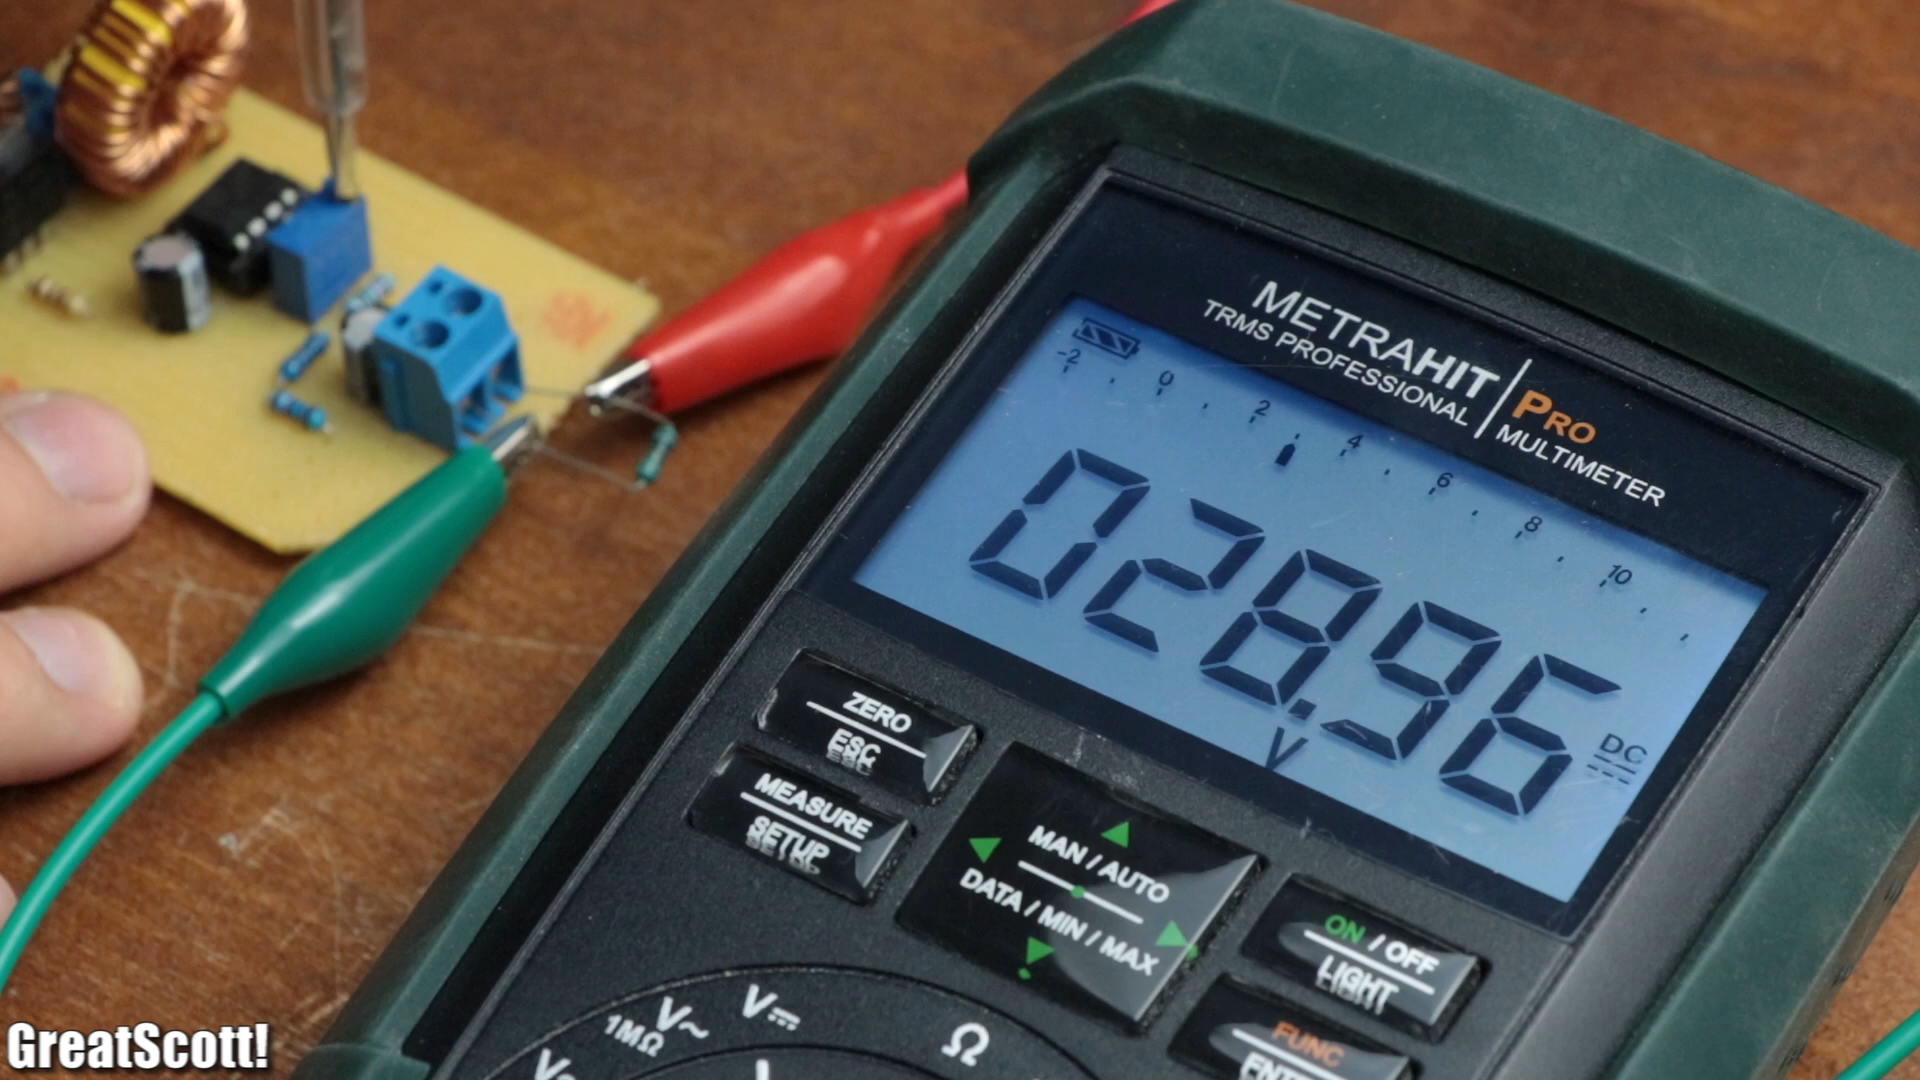 METRAHIT PRO
TRMS PROFESSIONAL MULTIMETER
-2 0 2 4 6 8 10
028.96
V
DC
ZERO
ESC
MEASURE
SETUP
MAN / AUTO
DATA / MIN / MAX
ON / OFF
LIGHT
FUNC
V~
1MΩ
V
Ω
GreatScott!